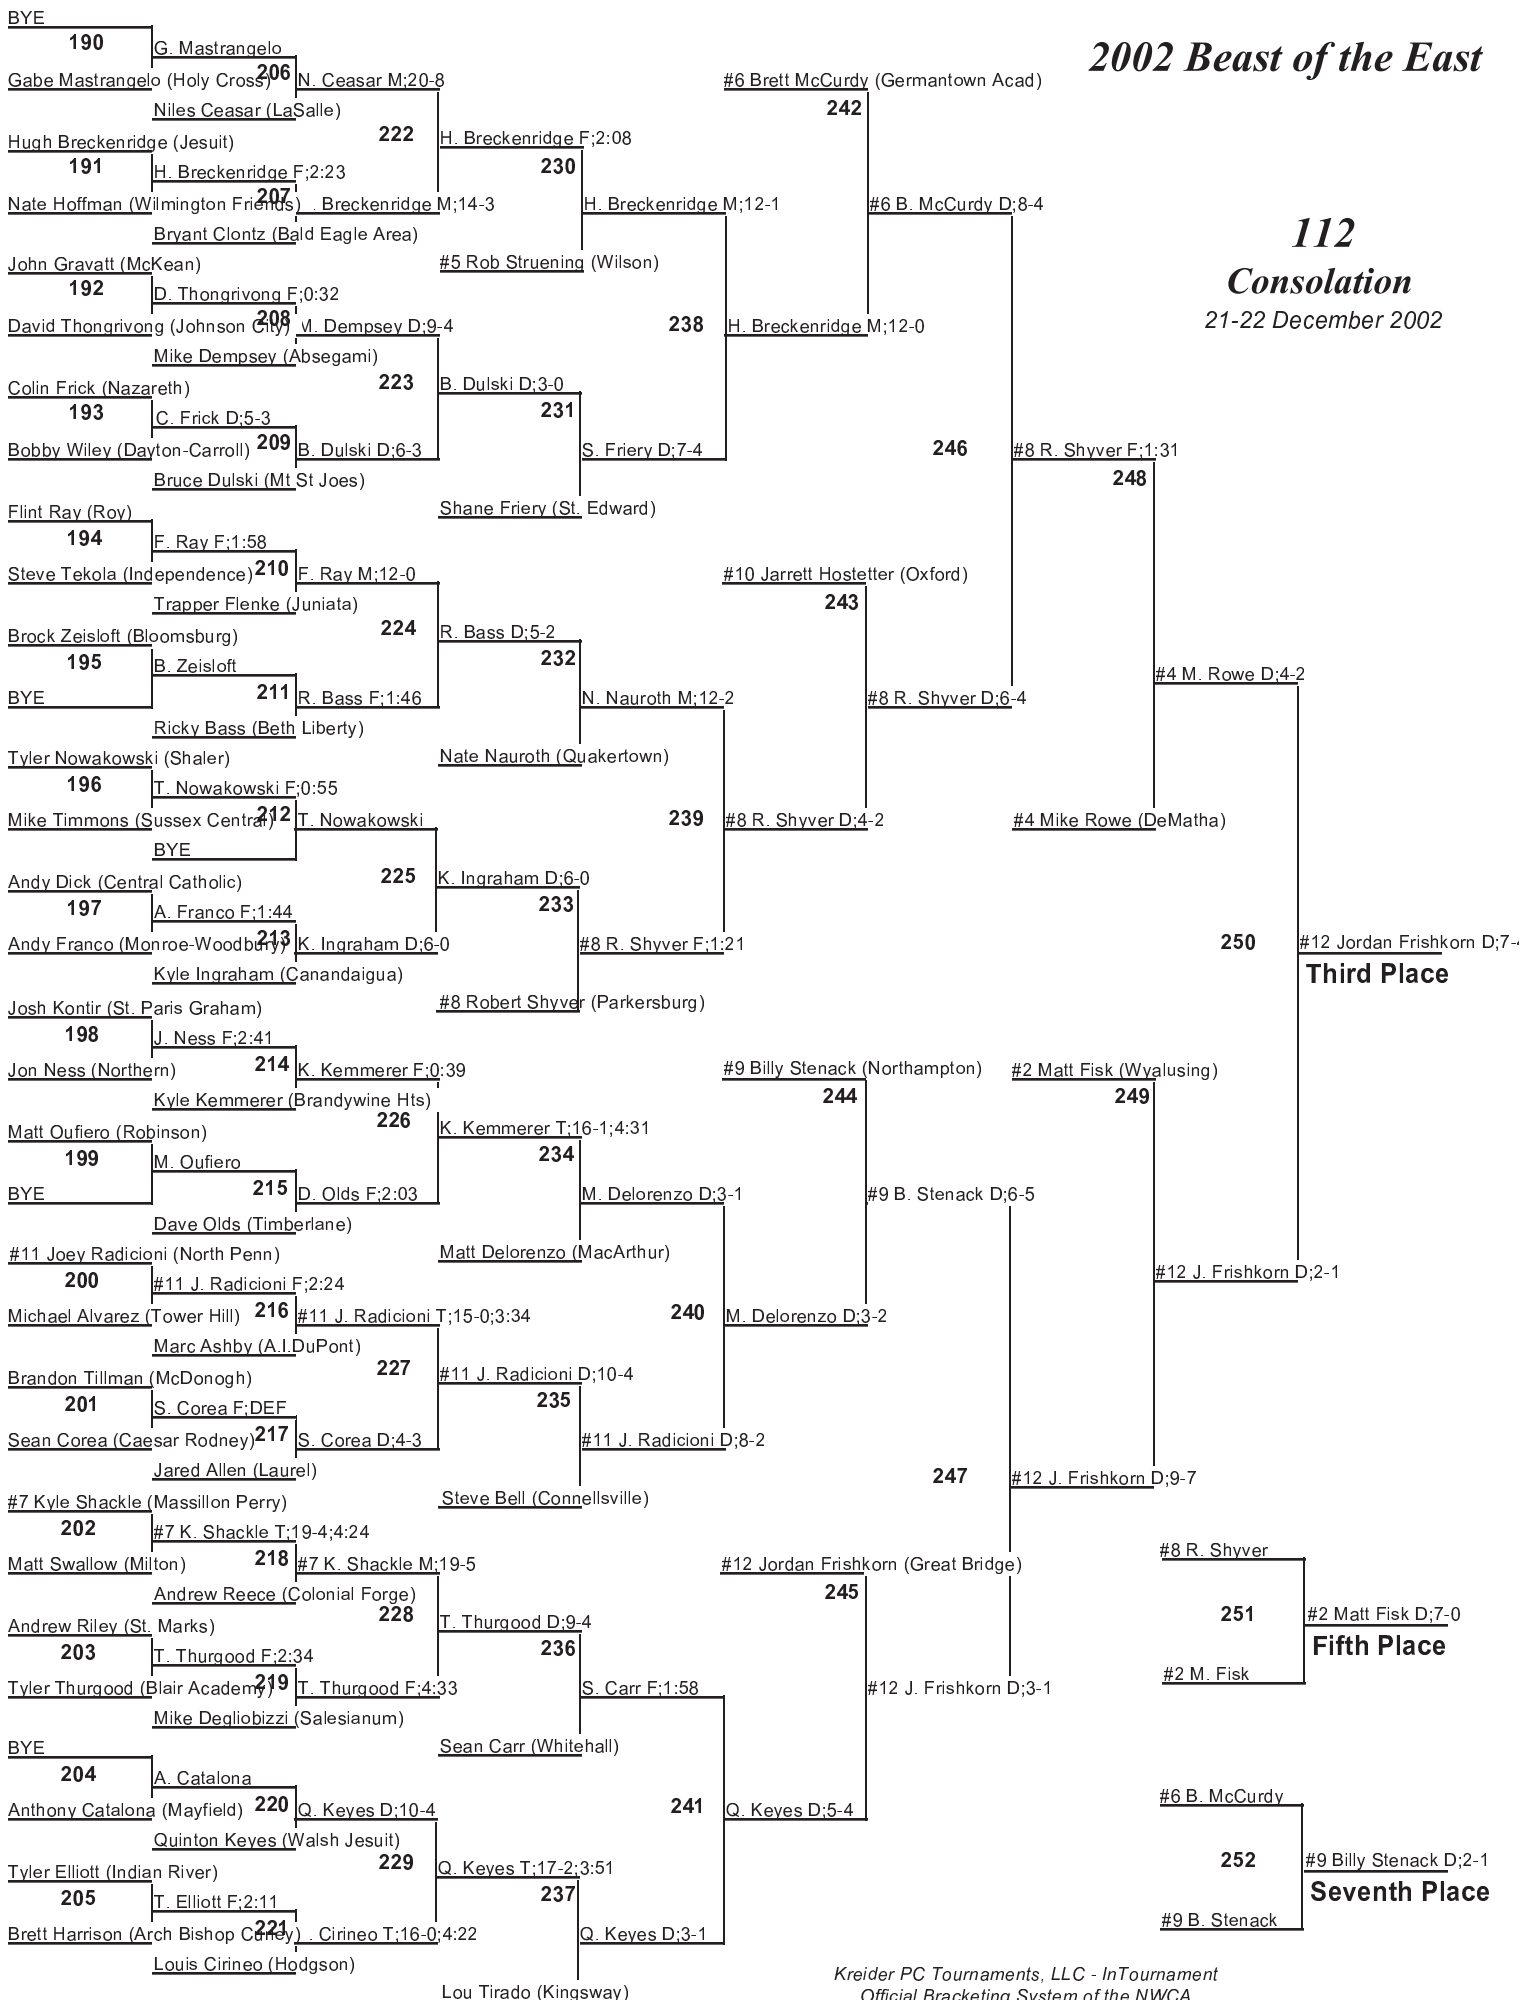 2002 Beast of the East
112
Consolation
21-22 December 2002
BYE
190
Gabe Mastrangelo (Holy Cross)
Hugh Breckenridge (Jesuit)
191
Nate Hoffman (Wilmington Friends)
John Gravatt (McKean)
192
David Thongrivong (Johnson City)
Colin Frick (Nazareth)
193
Bobby Wiley (Dayton-Carroll)
Flint Ray (Roy)
194
Steve Tekola (Independence)
Brock Zeisloft (Bloomsburg)
195
BYE
Tyler Nowakowski (Shaler)
196
Mike Timmons (Sussex Central)
Andy Dick (Central Catholic)
197
Andy Franco (Monroe-Woodbury)
Josh Kontir (St. Paris Graham)
198
Jon Ness (Northern)
Matt Oufiero (Robinson)
199
BYE
#11 Joey Radicioni (North Penn)
200
Michael Alvarez (Tower Hill)
Brandon Tillman (McDonogh)
201
Sean Corea (Caesar Rodney)
#7 Kyle Shackle (Massillon Perry)
202
Matt Swallow (Milton)
Andrew Riley (St. Marks)
203
Tyler Thurgood (Blair Academy)
BYE
204
Anthony Catalona (Mayfield)
Tyler Elliott (Indian River)
205
Brett Harrison (Arch Bishop Curley)
G. Mastrangelo
206
Niles Ceasar (LaSalle)
H. Breckenridge F;2:23
207
Bryant Clontz (Bald Eagle Area)
D. Thongrivong F;0:32
208
Mike Dempsey (Absegami)
C. Frick D;5-3
209
Bruce Dulski (Mt St Joes)
F. Ray F;1:58
210
Trapper Flenke (Juniata)
B. Zeisloft
211
Ricky Bass (Beth Liberty)
T. Nowakowski F;0:55
212
BYE
A. Franco F;1:44
213
Kyle Ingraham (Canandaigua)
J. Ness F;2:41
214
Kyle Kemmerer (Brandywine Hts)
M. Oufiero
215
Dave Olds (Timberlane)
#11 J. Radicioni F;2:24
216
Marc Ashby (A.I.DuPont)
S. Corea F;DEF
217
Jared Allen (Laurel)
#7 K. Shackle T;19-4;4:24
218
Andrew Reece (Colonial Forge)
T. Thurgood F;2:34
219
Mike Degliobizzi (Salesianum)
A. Catalona
220
Quinton Keyes (Walsh Jesuit)
T. Elliott F;2:11
221
Louis Cirineo (Hodgson)
N. Ceasar M;20-8
222
. Breckenridge M;14-3
M. Dempsey D;9-4
223
B. Dulski D;6-3
F. Ray M;12-0
224
R. Bass F;1:46
T. Nowakowski
225
K. Ingraham D;6-0
K. Kemmerer F;0:39
226
D. Olds F;2:03
#11 J. Radicioni T;15-0;3:34
227
S. Corea D;4-3
#7 K. Shackle M;19-5
228
T. Thurgood F;4:33
Q. Keyes D;10-4
229
. Cirineo T;16-0;4:22
H. Breckenridge F;2:08
230
#5 Rob Struening (Wilson)
B. Dulski D;3-0
231
Shane Friery (St. Edward)
R. Bass D;5-2
232
Nate Nauroth (Quakertown)
K. Ingraham D;6-0
233
#8 Robert Shyver (Parkersburg)
K. Kemmerer T;16-1;4:31
234
Matt Delorenzo (MacArthur)
#11 J. Radicioni D;10-4
235
Steve Bell (Connellsville)
T. Thurgood D;9-4
236
Sean Carr (Whitehall)
Q. Keyes T;17-2;3:51
237
Lou Tirado (Kingsway)
H. Breckenridge M;12-1
238
S. Friery D;7-4
N. Nauroth M;12-2
239
#8 R. Shyver F;1:21
M. Delorenzo D;3-1
240
#11 J. Radicioni D;8-2
S. Carr F;1:58
241
Q. Keyes D;3-1
#6 Brett McCurdy (Germantown Acad)
242
H. Breckenridge M;12-0
#10 Jarrett Hostetter (Oxford)
243
#8 R. Shyver D;4-2
#9 Billy Stenack (Northampton)
244
M. Delorenzo D;3-2
#12 Jordan Frishkorn (Great Bridge)
245
Q. Keyes D;5-4
#6 B. McCurdy D;8-4
246
#8 R. Shyver D;6-4
#9 B. Stenack D;6-5
247
#12 J. Frishkorn D;3-1
#8 R. Shyver F;1:31
248
#4 Mike Rowe (DeMatha)
#2 Matt Fisk (Wyalusing)
249
#12 J. Frishkorn D;9-7
#4 M. Rowe D;4-2
250
#12 J. Frishkorn D;2-1
#12 Jordan Frishkorn D;7-
Third Place
#8 R. Shyver
251
#2 M. Fisk
#2 Matt Fisk D;7-0
Fifth Place
#6 B. McCurdy
252
#9 B. Stenack
#9 Billy Stenack D;2-1
Seventh Place
Kreider PC Tournaments, LLC - InTournament
Official Bracketing System of the NWCA